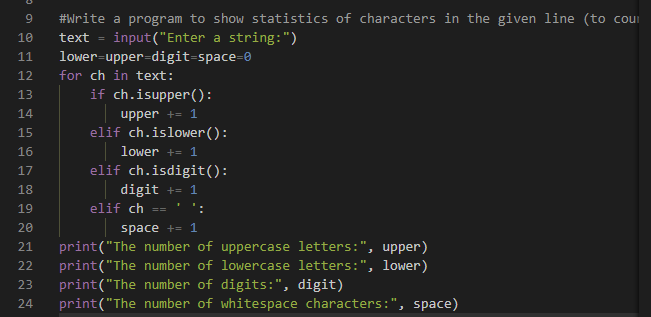 9 #Write a program to show statistics of characters in the given line (to
10 text = input("Enter a string:")
11 lower=upper=digit=space=0
12 for ch in text:
13 if ch.isupper():
14 upper += 1
15 elif ch.islower():
16 lower += 1
17 elif ch.isdigit():
18 digit += 1
19 elif ch == ' ':
20 space += 1
21 print("The number of uppercase letters:", upper)
22 print("The number of lowercase letters:", lower)
23 print("The number of digits:", digit)
24 print("The number of whitespace characters:", space)